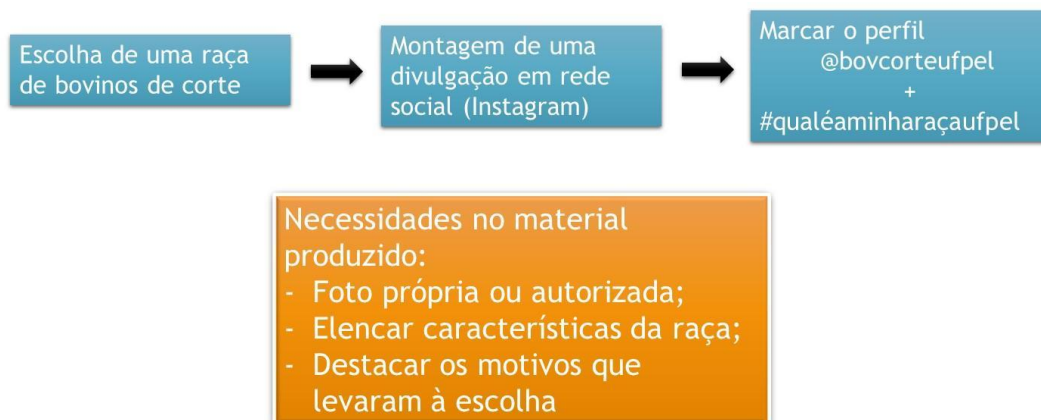 Escolha de uma raça
de bovinos de corte
Montagem de uma
divulgação em rede
social (Instagram)
Marcar o perfil
@bovcorteufpel
+
#qualéaminharaçaufpel
Necessidades no material
produzido:
- Foto própria ou autorizada;
- Elencar características da raça;
- Destacar os motivos que
levaram à escolha